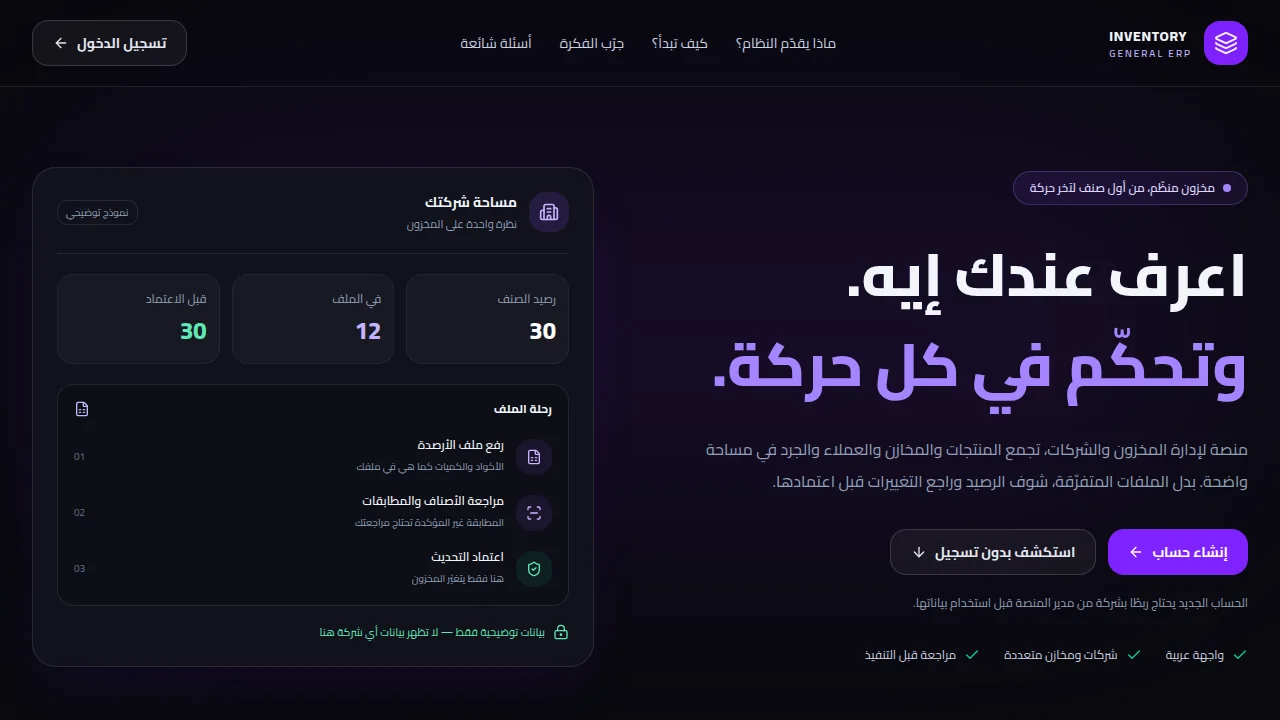 INVENTORY
GENERAL ERP
ماذا يقدّم النظام؟
كيف تبدأ؟
جرّب الفكرة
أسئلة شائعة
تسجيل الدخول
مخزون منظّم، من أول صنف لآخر حركة
اعرف عندك إيه.
وتحكّم في كل حركة.
منصة لإدارة المخزون والشركات، تجمع المنتجات والمخازن والعملاء والجرد في مساحة
واضحة. بدل الملفات المتفرّقة، شوف الرصيد وراجع التغييرات قبل اعتمادها.
إنشاء حساب
استكشف بدون تسجيل
الحساب الجديد يحتاج ربطًا بشركة من مدير المنصة قبل استخدام بياناتها.
واجهة عربية
شركات ومخازن متعددة
مراجعة قبل التنفيذ
مساحة شركتك
نظرة واحدة على المخزون
نموذج توضيحي
رصيد الصنف
30
في الملف
12
قبل الاعتماد
30
رحلة الملف
رفع ملف الأرصدة
الأكواد والكميات كما هي في ملفك
01
مراجعة الأصناف والمطابقات
المطابقة غير المؤكدة تحتاج مراجعتك
02
اعتماد التحديث
هنا فقط يتغيّر المخزون
03
بيانات توضيحية فقط — لا تظهر بيانات أي شركة هنا